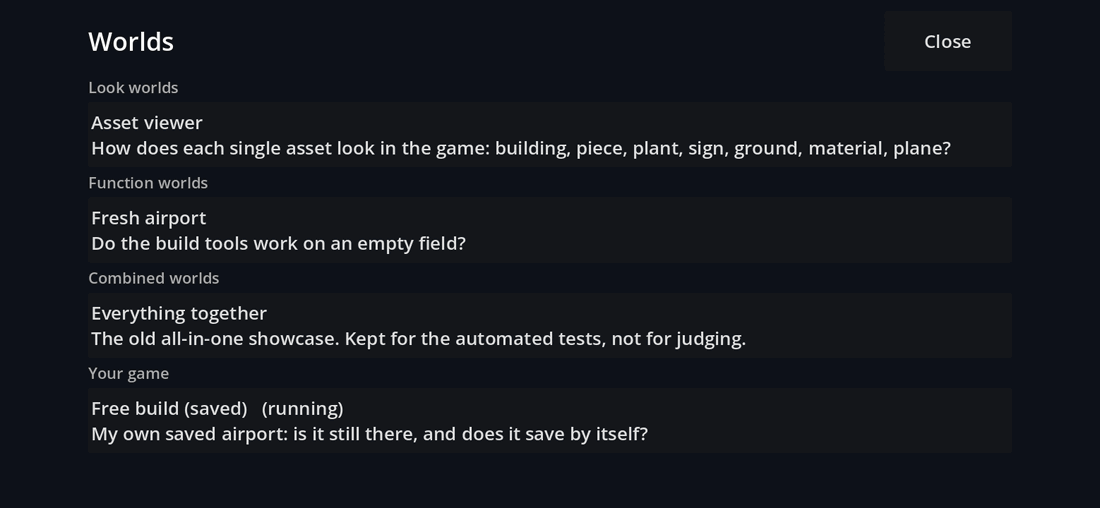 Worlds
Close
Look worlds
Asset viewer
How does each single asset look in the game: building, piece, plant, sign, ground, material, plane?
Function worlds
Fresh airport
Do the build tools work on an empty field?
Combined worlds
Everything together
The old all-in-one showcase. Kept for the automated tests, not for judging.
Your game
Free build (saved) (running)
My own saved airport: is it still there, and does it save by itself?